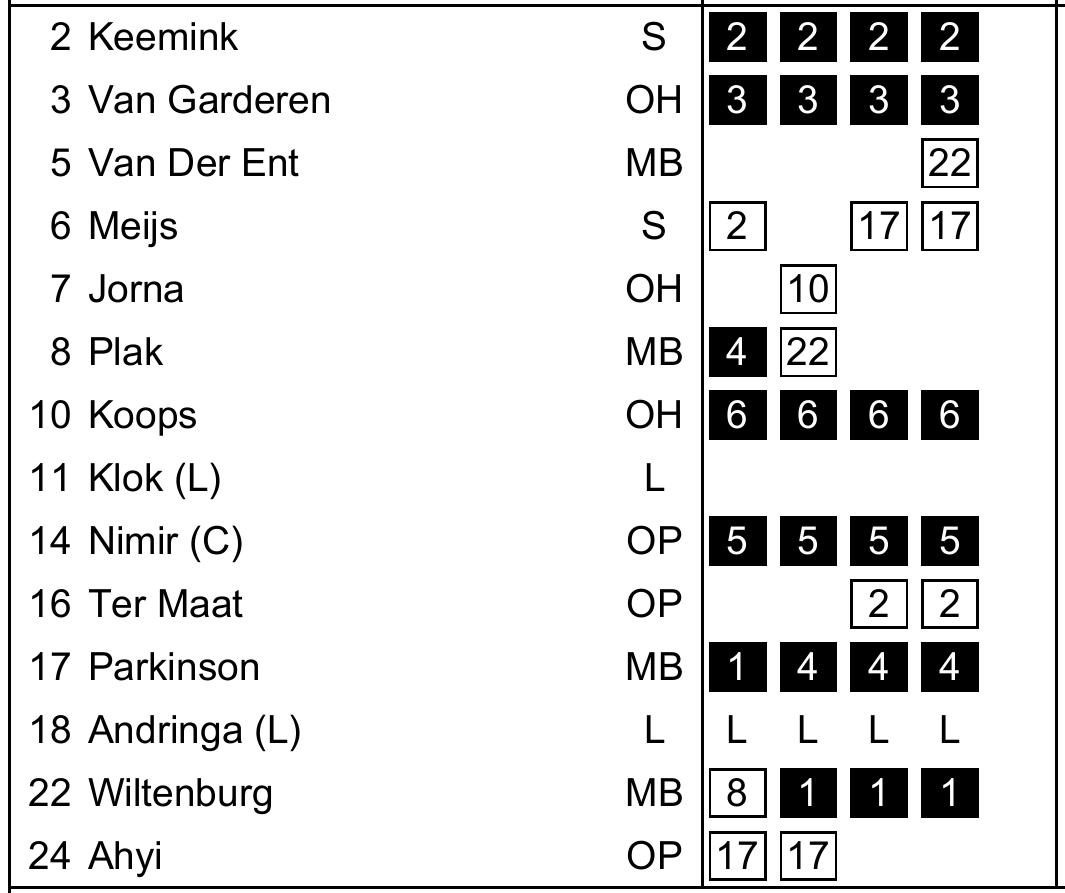 2 Keemink S 2 2 2 2
3 Van Garderen OH 3 3 3 3
5 Van Der Ent MB 22
6 Meijs S 2 17 17
7 Jorna OH 10
8 Plak MB 4 22
10 Koops OH 6 6 6 6
11 Klok (L) L
14 Nimir (C) OP 5 5 5 5
16 Ter Maat OP 2 2
17 Parkinson MB 1 4 4 4
18 Andringa (L) L L L L L
22 Wiltenburg MB 8 1 1 1
24 Ahyi OP 17 17